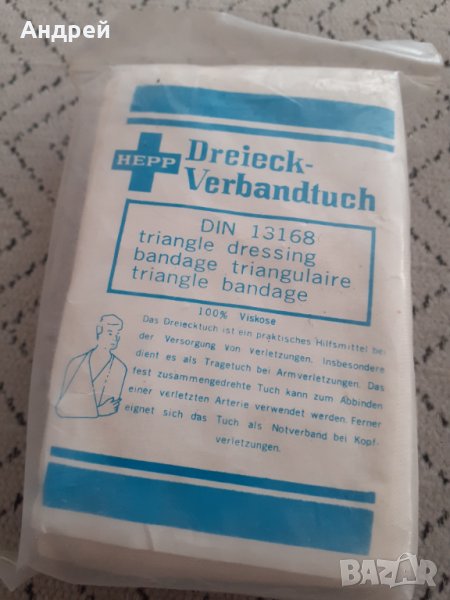 Андрей
HEPP
Dreieck-
Verbandtuch
DIN 13168
triangle dressing
bandage triangulaire
triangle bandage
100% Viskose
Das Dreiecktuch ist ein praktisches Hilfsmittel bei
der Versorgung von verletzungen. Insbesondere
dient es als Tragetuch bei Armverletzungen. Das
fest zusammengedrehte Tuch kann zum Abbinden
einer verletzten Arterie verwendet werden. Ferner
eignet sich das Tuch als Notverband bei Kopf-
verletzungen.
BAZAR